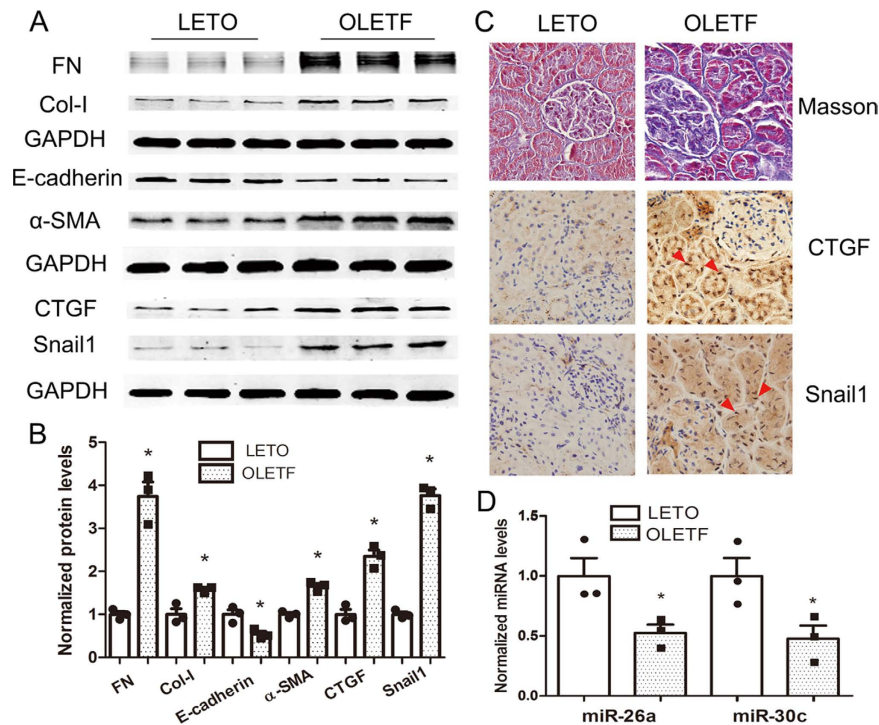 A
LETO OLETF
FN
Col-I
GAPDH
E-cadherin
α-SMA
GAPDH
CTGF
Snail1
GAPDH
B
Normalized protein levels
5
4
3
2
1
0
LETO
OLETF
* * * * * *
FN Col-I E-cadherin α-SMA CTGF Snail1
C
LETO OLETF
Masson
CTGF
Snail1
D
Normalized miRNA levels
1.5
1.0
0.5
0.0
LETO
OLETF
* *
miR-26a miR-30c